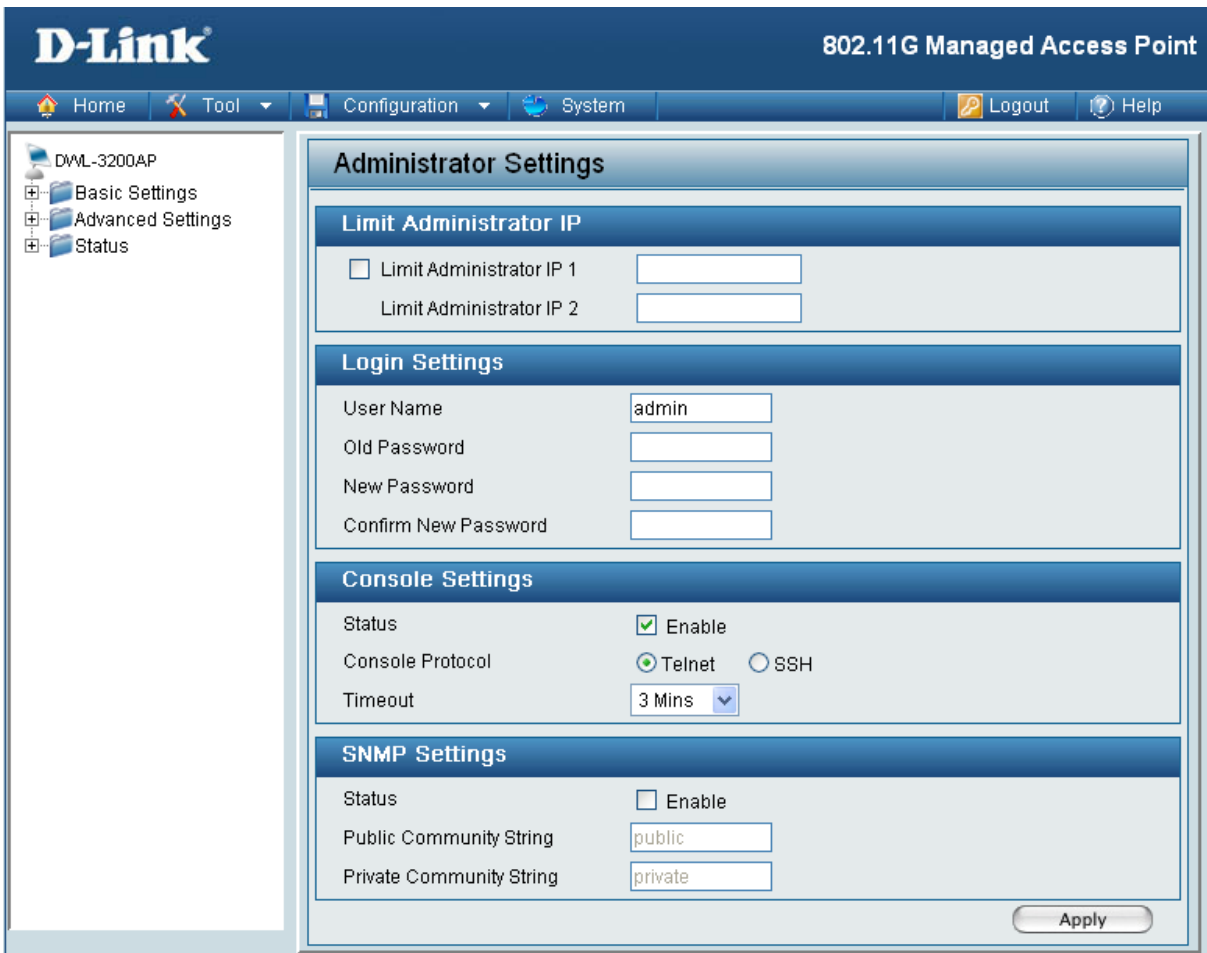 D-Link
802.11G Managed Access Point
Home Tool Configuration System Logout Help
DWL-3200AP
Basic Settings
Advanced Settings
Status
Administrator Settings
Limit Administrator IP
Limit Administrator IP 1
Limit Administrator IP 2
Login Settings
User Name admin
Old Password
New Password
Confirm New Password
Console Settings
Status Enable
Console Protocol Telnet SSH
Timeout 3 Mins
SNMP Settings
Status Enable
Public Community String public
Private Community String private
Apply